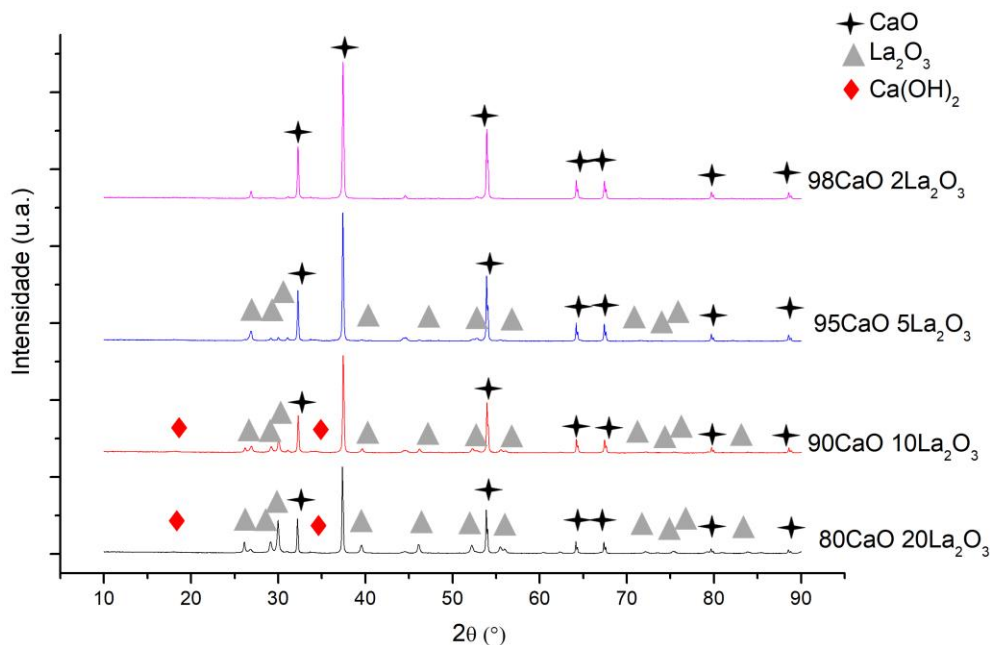 CaO
La₂O₃
Ca(OH)₂
98CaO 2La₂O₃
95CaO 5La₂O₃
90CaO 10La₂O₃
80CaO 20La₂O₃
Intensidade (u.a.)
10 20 30 40 50 60 70 80 90
2θ (°)